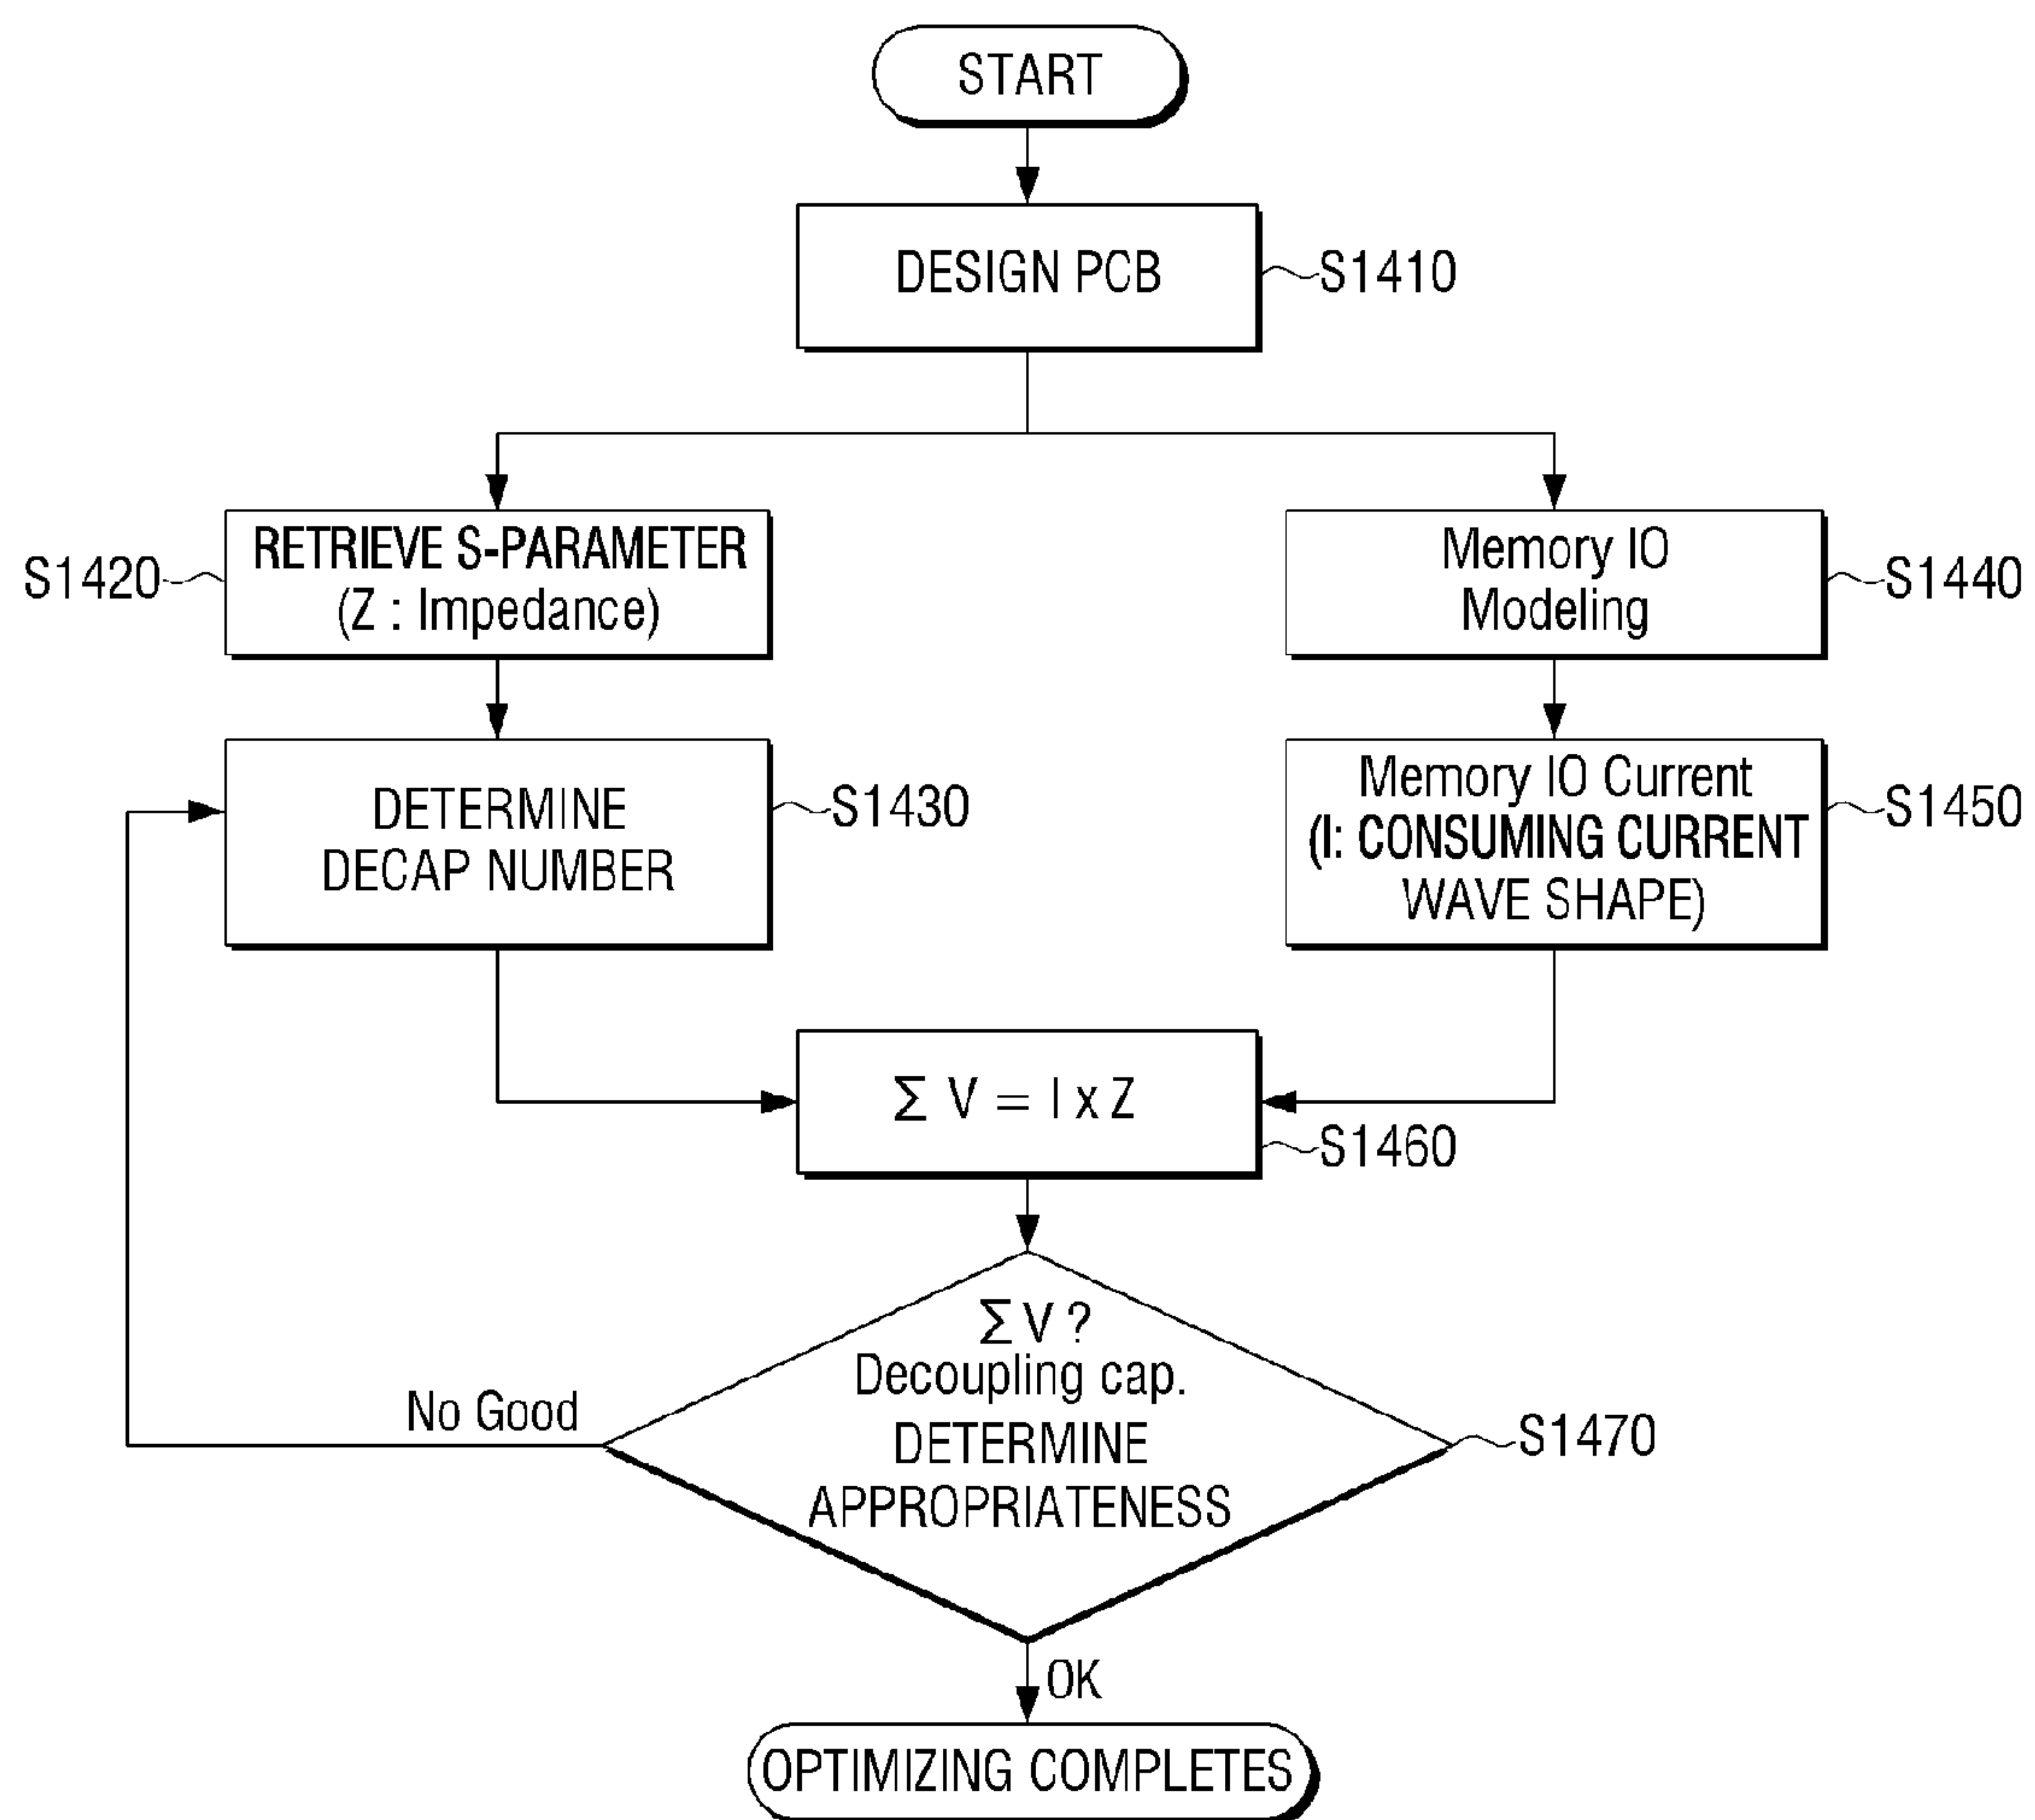 START
DESIGN PCB
S1410
RETRIEVE S-PARAMETER
(Z : Impedance)
S1420
Memory IO
Modeling
S1440
DETERMINE
DECAP NUMBER
S1430
Memory IO Current
(I: CONSUMING CURRENT
WAVE SHAPE)
S1450
Σ V = I x Z
S1460
Σ V ?
Decoupling cap.
DETERMINE
APPROPRIATENESS
S1470
No Good
OK
OPTIMIZING COMPLETES